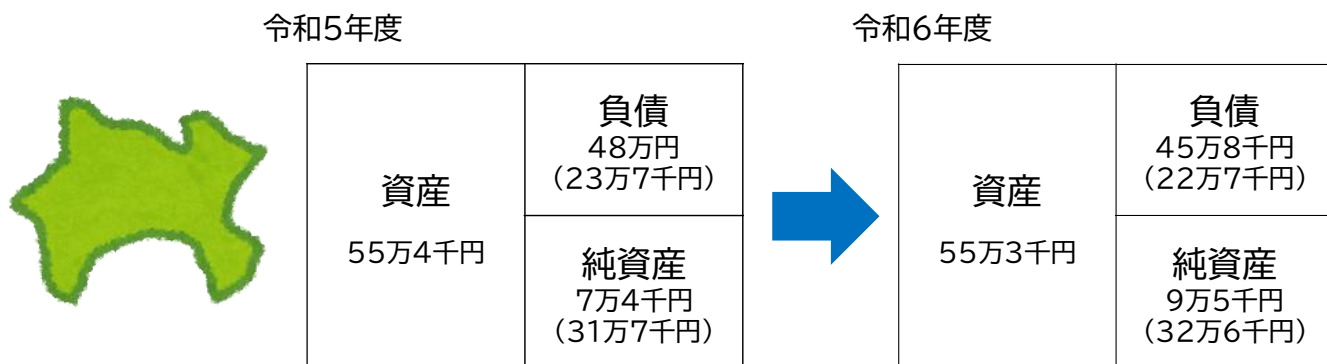 令和5年度
資産
55万4千円
負債
48万円
(23万7千円)
純資産
7万4千円
(31万7千円)
令和6年度
資産
55万3千円
負債
45万8千円
(22万7千円)
純資産
9万5千円
(32万6千円)